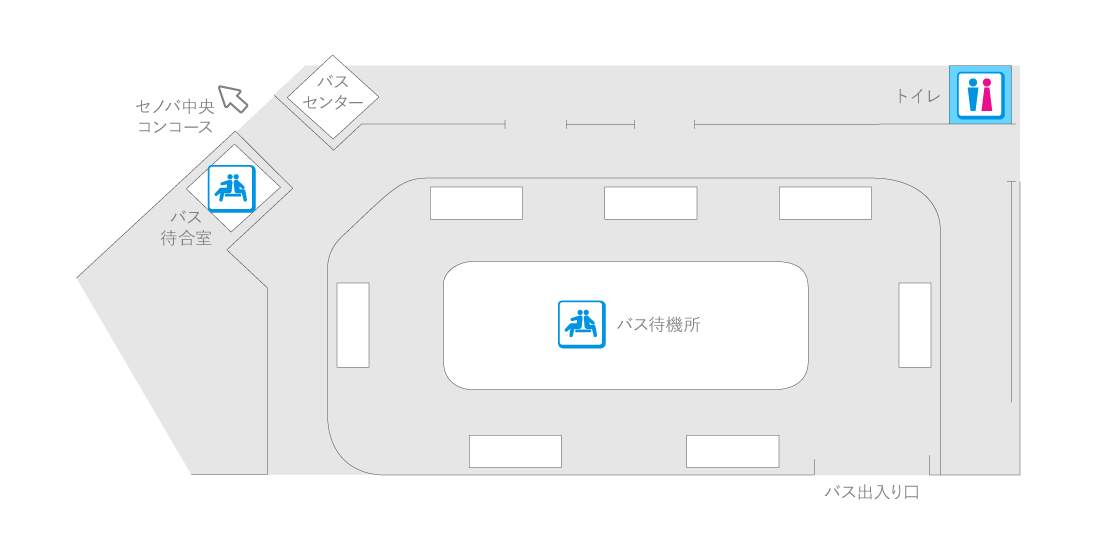 バス
センター
セノバ中央
コンコース
トイレ
バス
待合室
バス待機所
バス出入り口